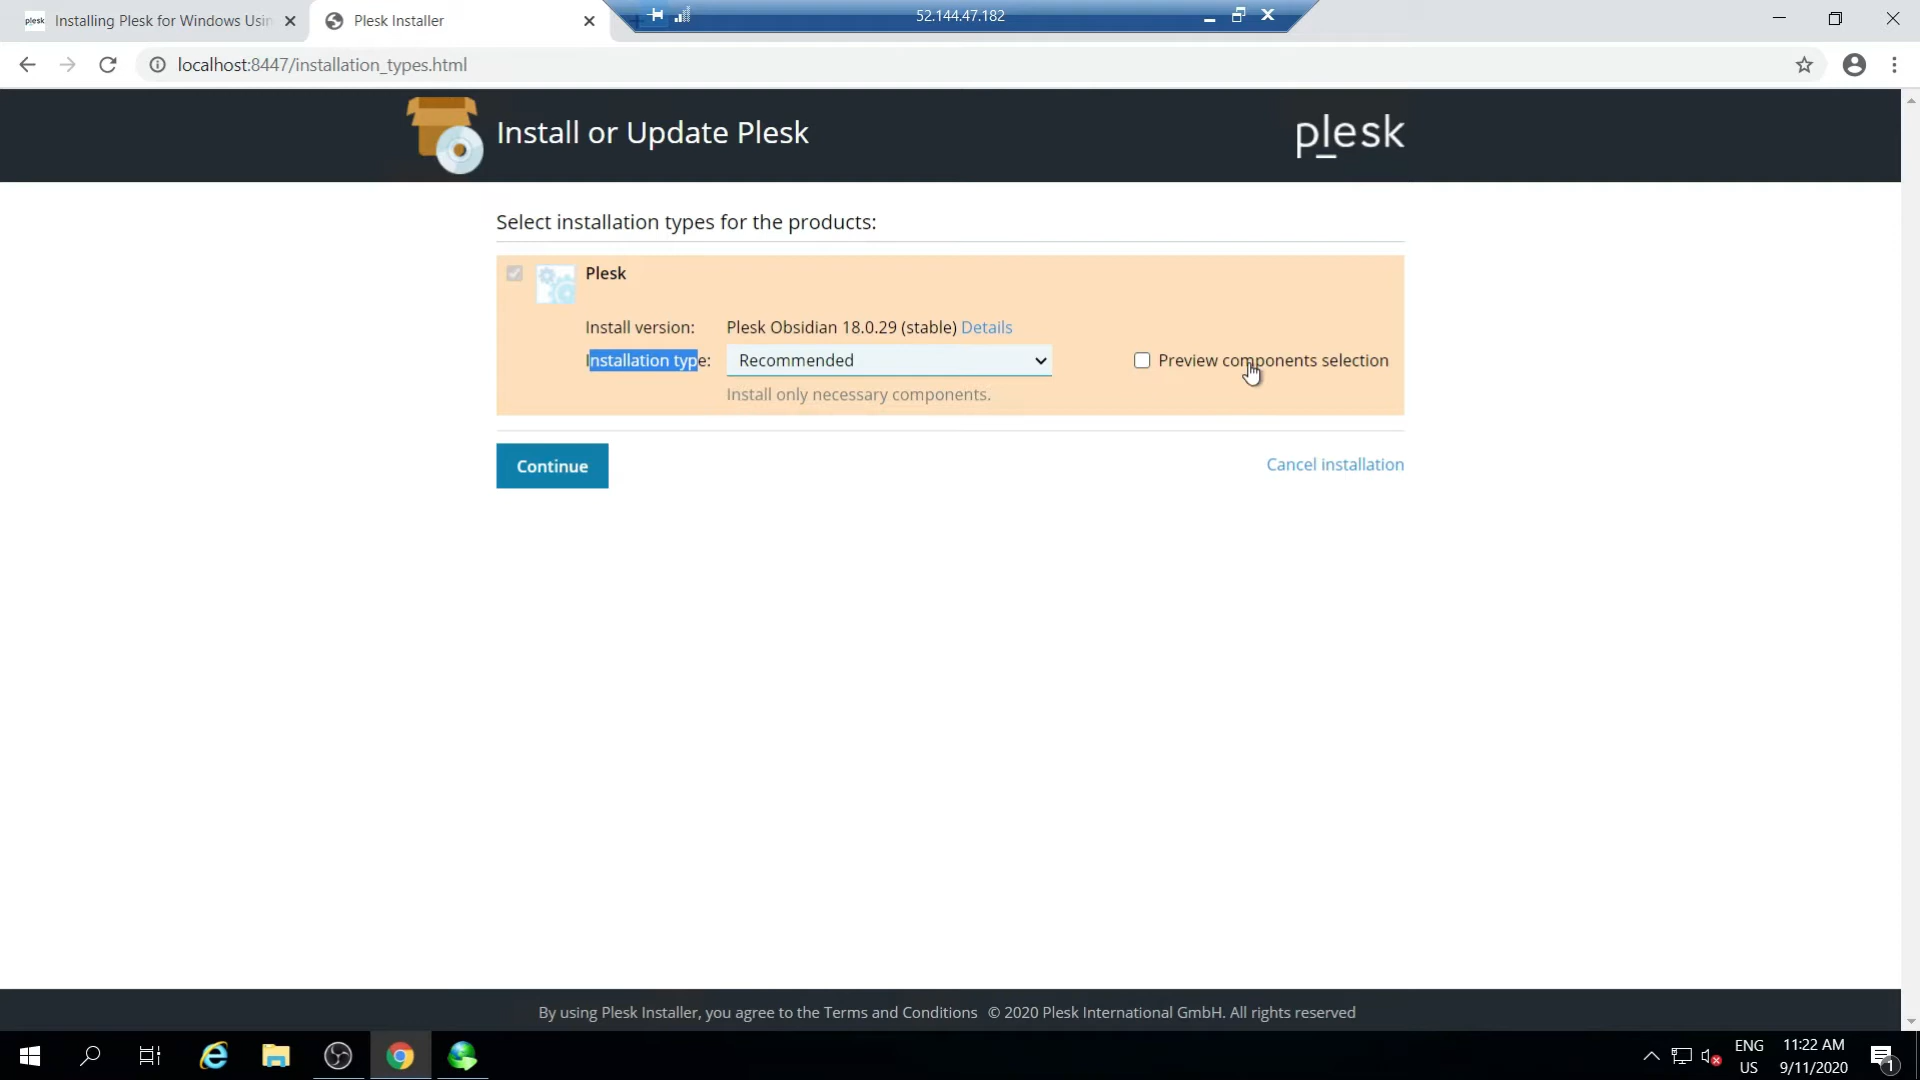 plesk Installing Plesk for Windows Usin
Plesk Installer
52.144.47.182
localhost:8447/installation_types.html
Install or Update Plesk
plesk
Select installation types for the products:
Plesk
Install version: Plesk Obsidian 18.0.29 (stable) Details
Installation type: Recommended
Preview components selection
Install only necessary components.
Continue
Cancel installation
By using Plesk Installer, you agree to the Terms and Conditions © 2020 Plesk International GmbH. All rights reserved
ENG 11:22 AM
US 9/11/2020
1